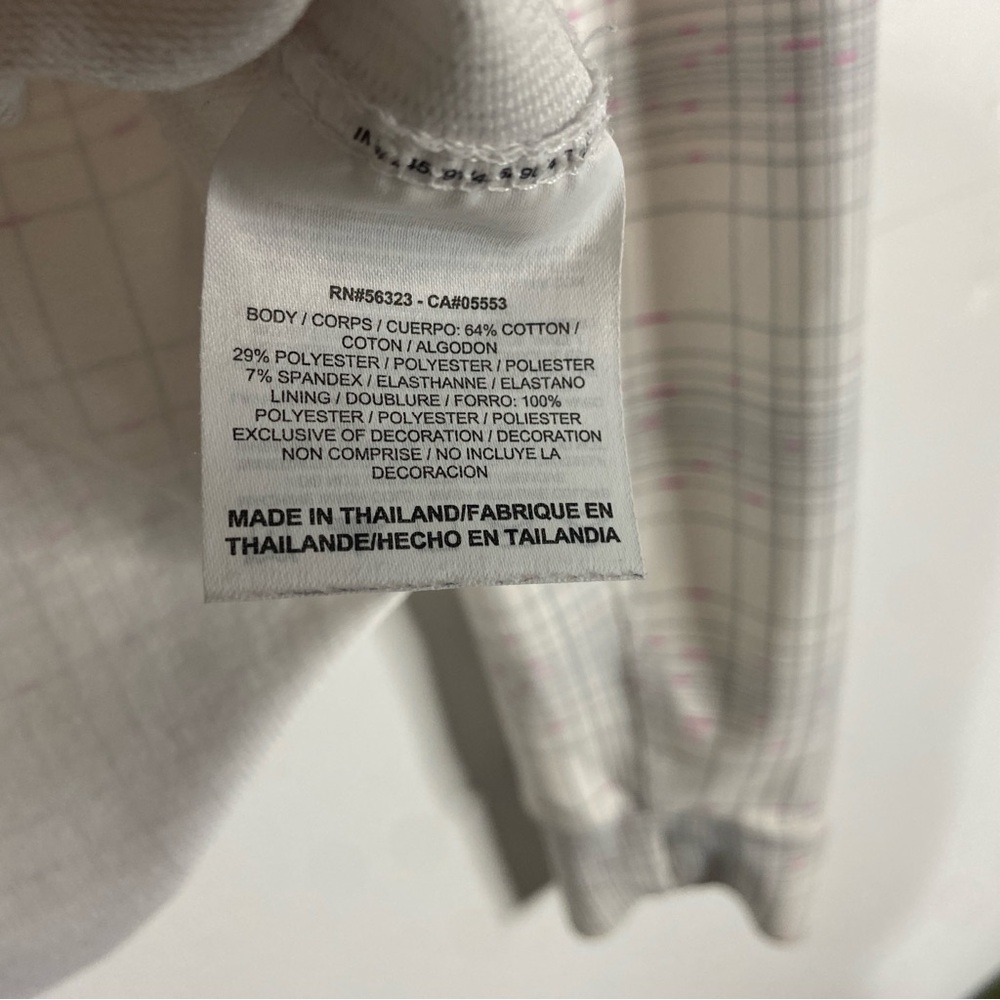 RN#56323 - CA#05553
BODY / CORPS / CUERPO: 64% COTTON /
COTON / ALGODON
29% POLYESTER / POLYESTER / POLIESTER
7% SPANDEX / ELASTHANNE / ELASTANO
LINING / DOUBLURE / FORRO: 100%
POLYESTER / POLYESTER / POLIESTER
EXCLUSIVE OF DECORATION / DECORATION
NON COMPRISE / NO INCLUYE LA
DECORACION
MADE IN THAILAND/FABRIQUE EN
THAILANDE/HECHO EN TAILANDIA